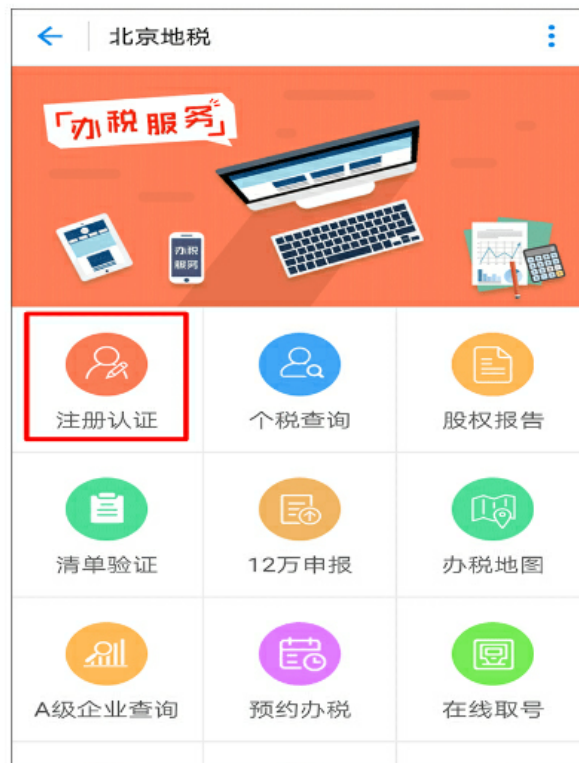 北京地税
「办税服务」
办税
服务
注册认证
个税查询
股权报告
清单验证
12万申报
办税地图
A级企业查询
预约办税
在线取号